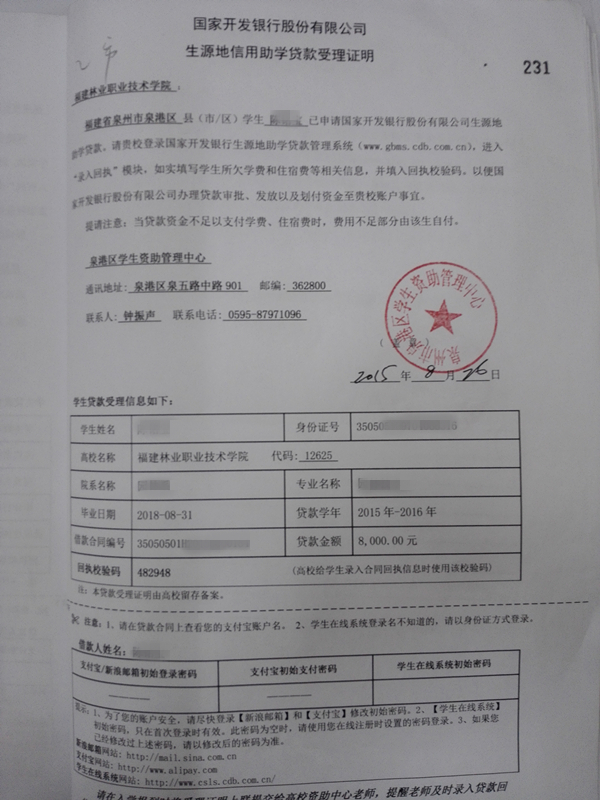 国家开发银行股份有限公司
生源地信用助学贷款受理证明
231
福建林业职业技术学院：
福建省泉州市泉港区 县（市/区）学生 已申请国家开发银行股份有限公司生源地
助学贷款，请贵校登录国家开发银行生源地助学贷款管理系统（www.gbms.cdb.com.cn），进入
“录入回执”模块，如实填写学生所欠学费和住宿费等相关信息，并填入回执校验码，以便国
家开发银行股份有限公司办理贷款审批、发放以及划付资金至贵校账户事宜。
提请注意：当贷款资金不足以支付学费、住宿费时，费用不足部分由该生自付。
泉港区学生资助管理中心
通讯地址：泉港区泉五路中路901 邮编：362800
联系人：钟振声 联系电话：0595-87971096
泉州市泉港区学生资助管理中心
2015年8月26日
学生贷款受理信息如下：
学生姓名 身份证号 35050
高校名称 福建林业职业技术学院 代码：12625
院系名称 专业名称
毕业日期 2018-08-31 贷款学年 2015年-2016年
借款合同编号 35050501 贷款金额 8,000.00元
回执校验码 482948 （高校给学生录入合同回执信息时使用该校验码）
注：本贷款受理证明由高校留存备案。
注意：1、请在贷款合同上查看您的支付宝账户名。2、学生在线系统登录名不知道的，请以身份证方式登录。
借款人姓名：
支付宝/新浪邮箱初始登录密码 支付宝初始支付密码 学生在线系统初始密码
提示：1、为了您的账户安全，请尽快登录【新浪邮箱】和【支付宝】修改初始密码。2、【学生在线系统】
初始密码，只在首次登录时有效。此密码为空时，请使用您在线注册时设置的密码登录。3、如果您
已经修改过上述密码，请以修改后的密码为准。
新浪邮箱网站：http://mail.sina.com.cn
支付宝网站：http://www.alipay.com
学生在线系统网站：http://www.csls.cdb.com.cn/
请在入学报到时将受理证明上联提交给高校资助中心老师，提醒老师及时录入贷款回